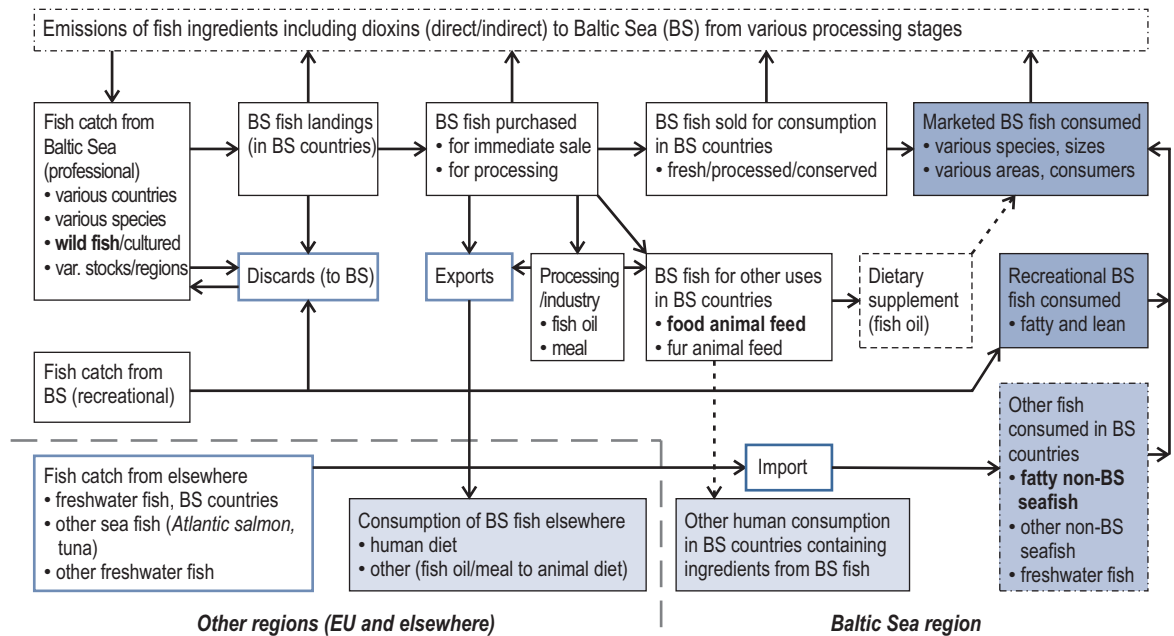 Emissions of fish ingredients including dioxins (direct/indirect) to Baltic Sea (BS) from various processing stages
Fish catch from
Baltic Sea
(professional)
• various countries
• various species
• wild fish/cultured
• var. stocks/regions
BS fish landings
(in BS countries)
BS fish purchased
• for immediate sale
• for processing
BS fish sold for consumption
in BS countries
• fresh/processed/conserved
Marketed BS fish consumed
• various species, sizes
• various areas, consumers
Discards (to BS)
Exports
Processing
/industry
• fish oil
• meal
BS fish for other uses
in BS countries
• food animal feed
• fur animal feed
Dietary
supplement
(fish oil)
Recreational BS
fish consumed
• fatty and lean
Fish catch from
BS (recreational)
Other fish
consumed in BS
countries
• fatty non-BS
seafish
• other non-BS
seafish
• freshwater fish
Fish catch from elsewhere
• freshwater fish, BS countries
• other sea fish (Atlantic salmon,
tuna)
• other freshwater fish
Import
Consumption of BS fish elsewhere
• human diet
• other (fish oil/meal to animal diet)
Other human consumption
in BS countries containing
ingredients from BS fish
Other regions (EU and elsewhere)
Baltic Sea region